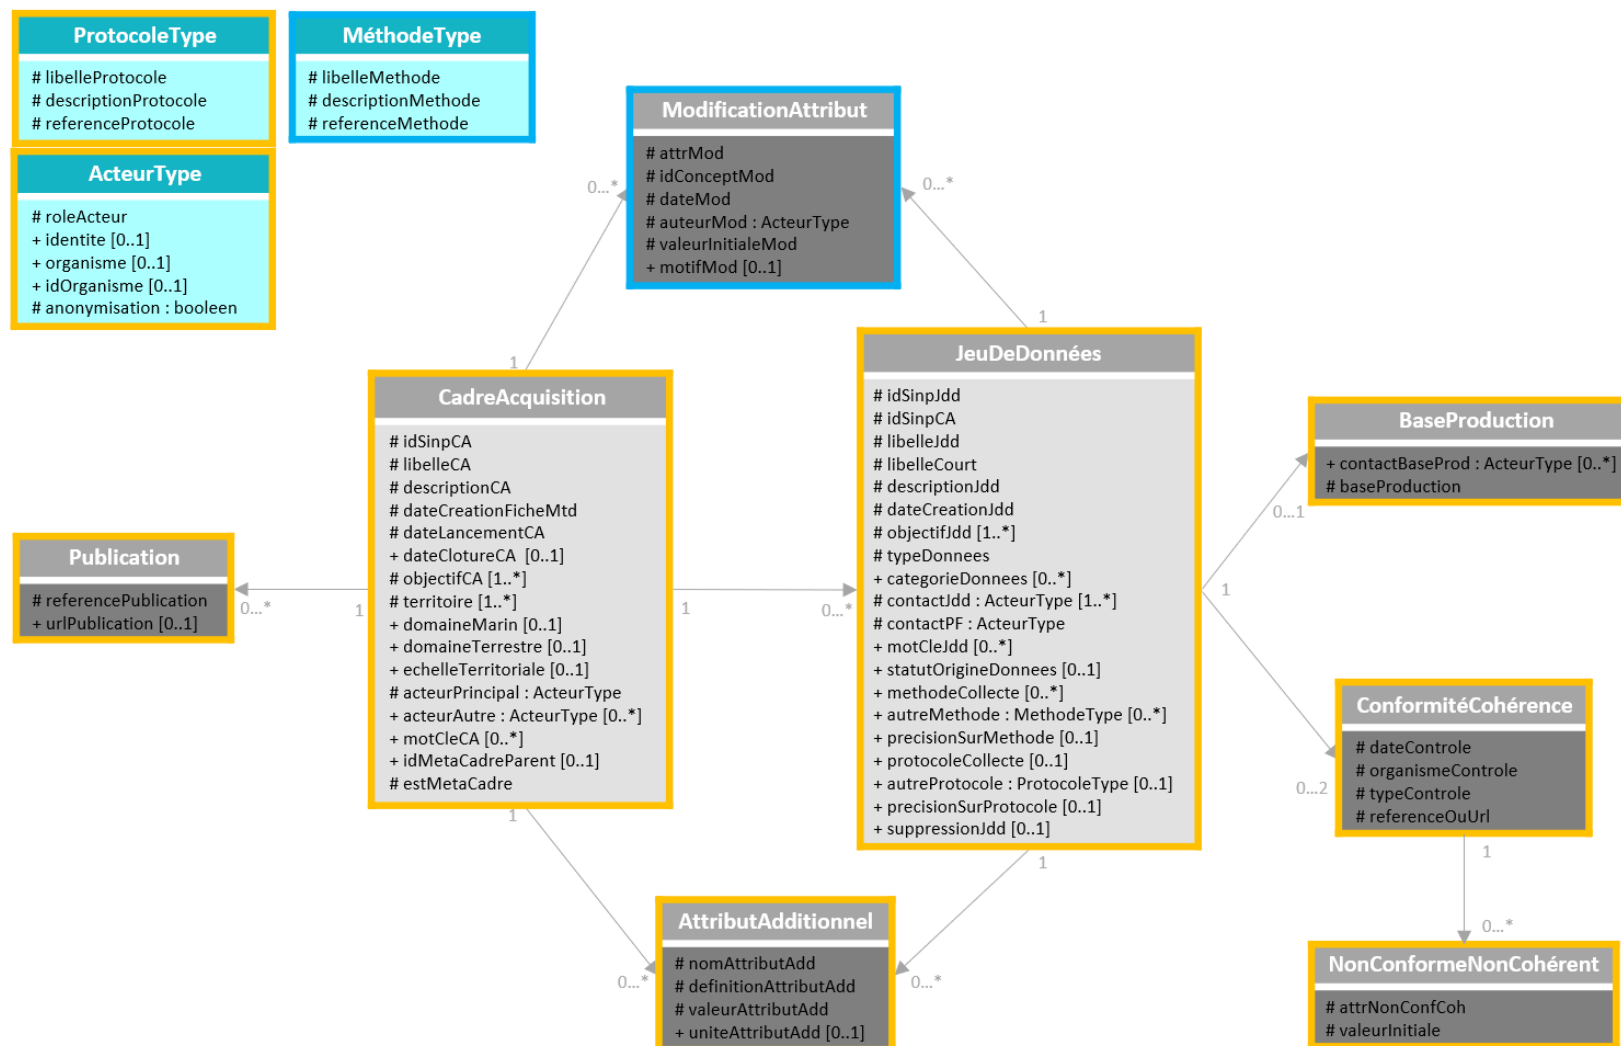 ProtocoleType
# libelleProtocole
# descriptionProtocole
# referenceProtocole
MéthodeType
# libelleMethode
# descriptionMethode
# referenceMethode
ActeurType
# roleActeur
+ identite [0..1]
+ organisme [0..1]
+ idOrganisme [0..1]
# anonymisation : booleen
ModificationAttribut
# attrMod
# idConceptMod
# dateMod
# auteurMod : ActeurType
# valeurInitialeMod
+ motifMod [0..1]
0...*
0...*
1
1
CadreAcquisition
# idSinpCA
# libelleCA
# descriptionCA
# dateCreationFicheMtd
# dateLancementCA
+ dateClotureCA [0..1]
# objectifCA [1..*]
# territoire [1..*]
+ domaineMarin [0..1]
+ domaineTerrestre [0..1]
+ echelleTerritoriale [0..1]
# acteurPrincipal : ActeurType
+ acteurAutre : ActeurType [0..*]
+ motCleCA [0..*]
+ idMetaCadreParent [0..1]
# estMetaCadre
JeuDeDonnées
# idSinpJdd
# idSinpCA
# libelleJdd
# libelleCourt
# descriptionJdd
# dateCreationJdd
# objectifJdd [1..*]
# typeDonnees
+ categorieDonnees [0..*]
# contactJdd : ActeurType [1..*]
# contactPF : ActeurType
+ motCleJdd [0..*]
+ statutOrigineDonnees [0..1]
+ methodeCollecte [0..*]
+ autreMethode : MethodeType [0..*]
+ precisionSurMethode [0..1]
+ protocoleCollecte [0..1]
+ autreProtocole : ProtocoleType [0..1]
+ precisionSurProtocole [0..1]
+ suppressionJdd [0..1]
BaseProduction
+ contactBaseProd : ActeurType [0..*]
# baseProduction
0...1
1
Publication
# referencePublication
+ urlPublication [0..1]
0...*
1
1
0...*
ConformitéCohérence
# dateControle
# organismeControle
# typeControle
# referenceOuUrl
0...2
1
0...*
1
1
AttributAdditionnel
# nomAttributAdd
# definitionAttributAdd
# valeurAttributAdd
+ uniteAttributAdd [0..1]
0...*
0...*
NonConformeNonCohérent
# attrNonConfCoh
# valeurInitiale